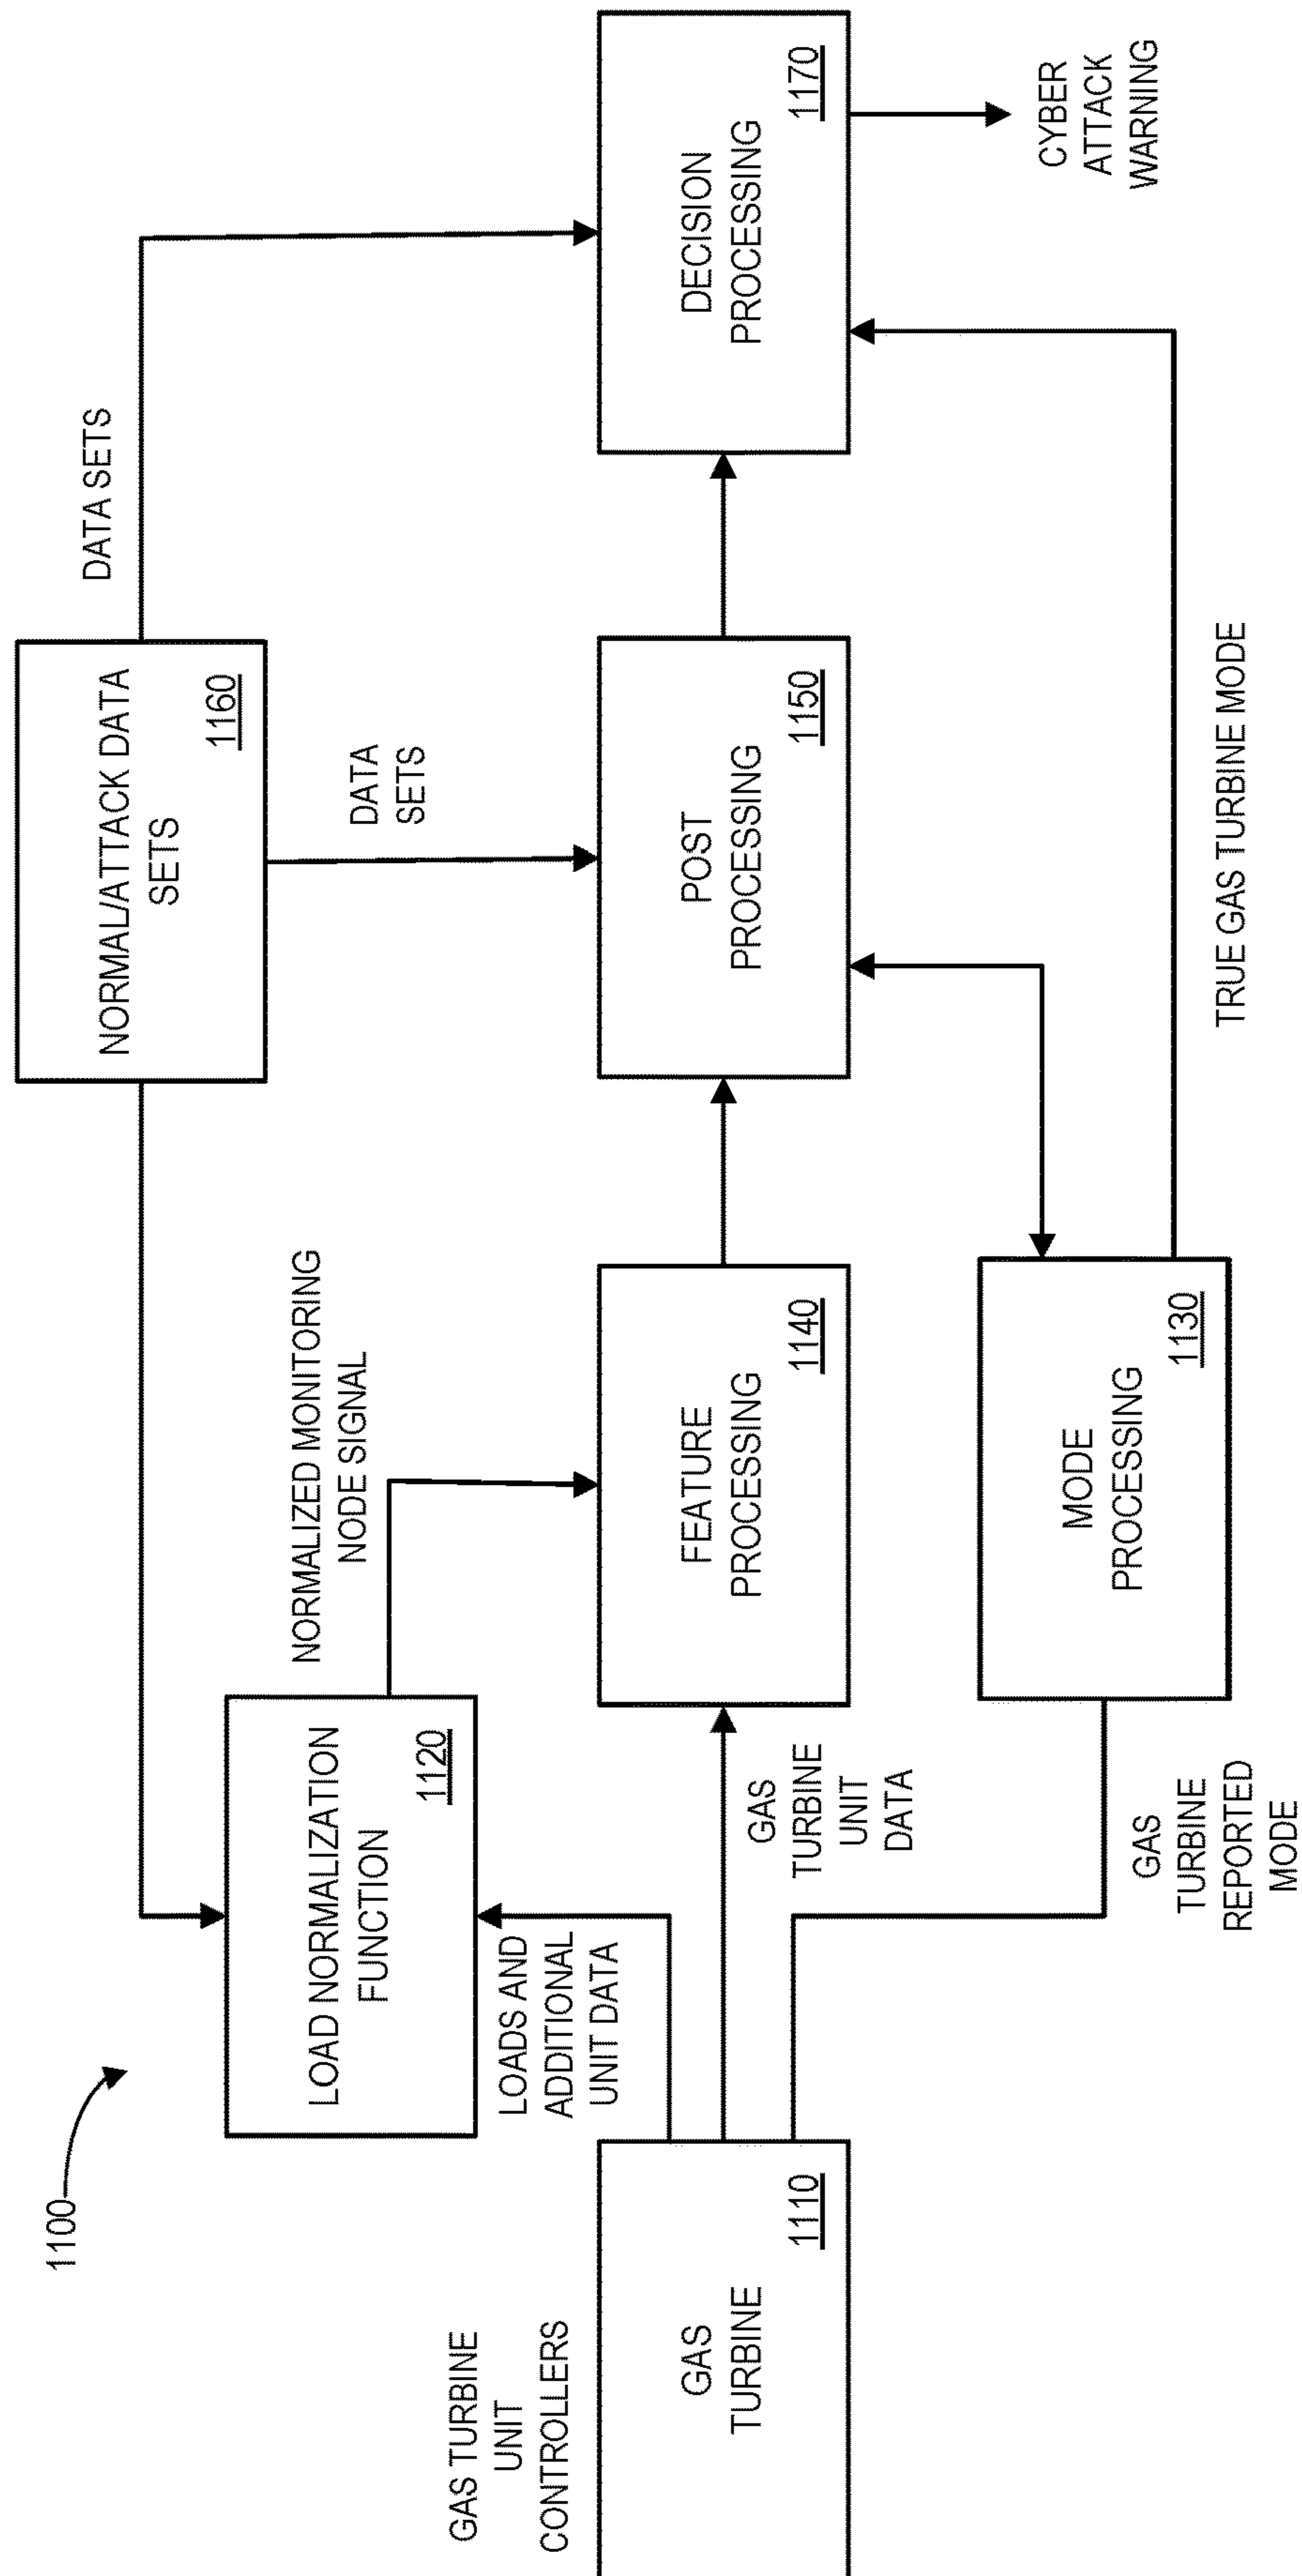 1100
GAS TURBINE
UNIT
CONTROLLERS
GAS
TURBINE
1110
LOADS AND
ADDITIONAL
UNIT DATA
LOAD NORMALIZATION
FUNCTION
1120
NORMALIZED MONITORING
NODE SIGNAL
GAS
TURBINE
UNIT
DATA
GAS
TURBINE
REPORTED
MODE
FEATURE
PROCESSING
1140
MODE
PROCESSING
1130
NORMAL/ATTACK DATA
SETS
1160
DATA
SETS
DATA SETS
POST
PROCESSING
1150
TRUE GAS TURBINE MODE
DECISION
PROCESSING
1170
CYBER
ATTACK
WARNING